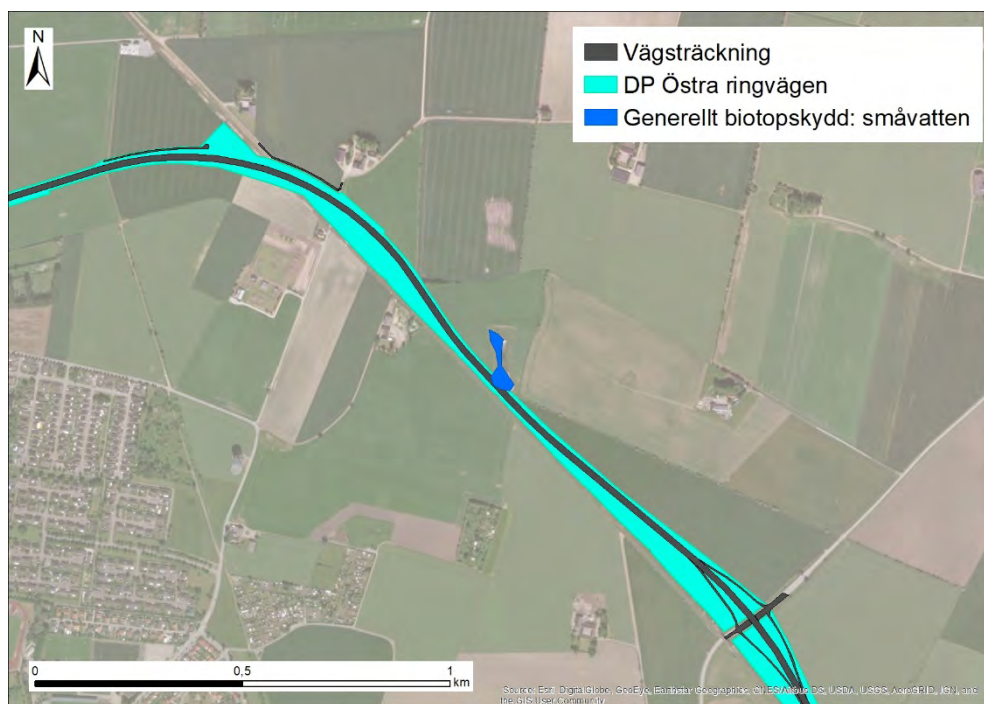 N
Vägsträckning
DP Östra ringvägen
Generellt biotopskydd: småvatten
0
0,5
1
km
Source: Esri, DigitalGlobe, GeoEye, Earthstar Geographics, CNES/Airbus DS, USDA, USGS, AeroGRID, IGN, and
the GIS User Community